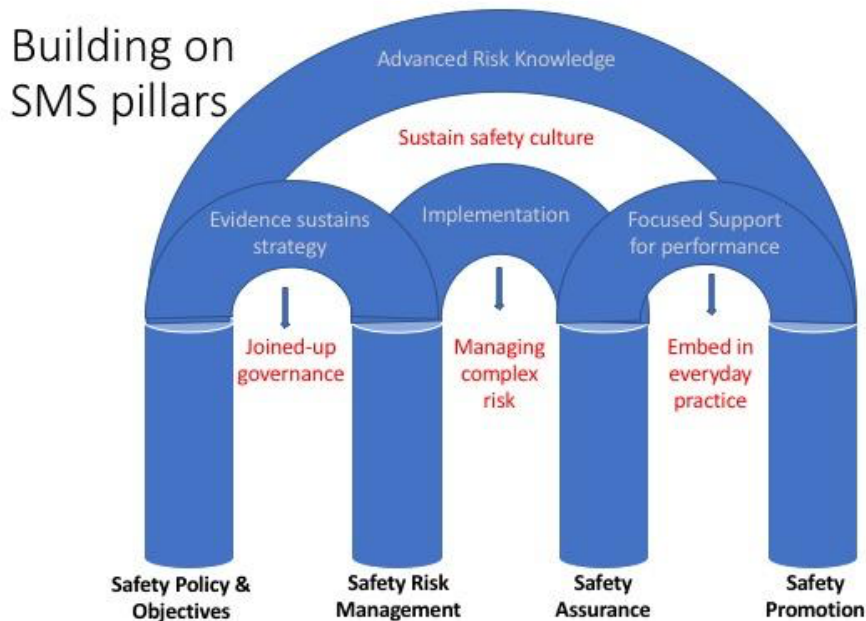 Building on
SMS pillars
Advanced Risk Knowledge
Sustain safety culture
Evidence sustains
strategy
Implementation
Focused Support
for performance
Joined-up
governance
Managing
complex
risk
Embed in
everyday
practice
Safety Policy &
Objectives
Safety Risk
Management
Safety
Assurance
Safety
Promotion